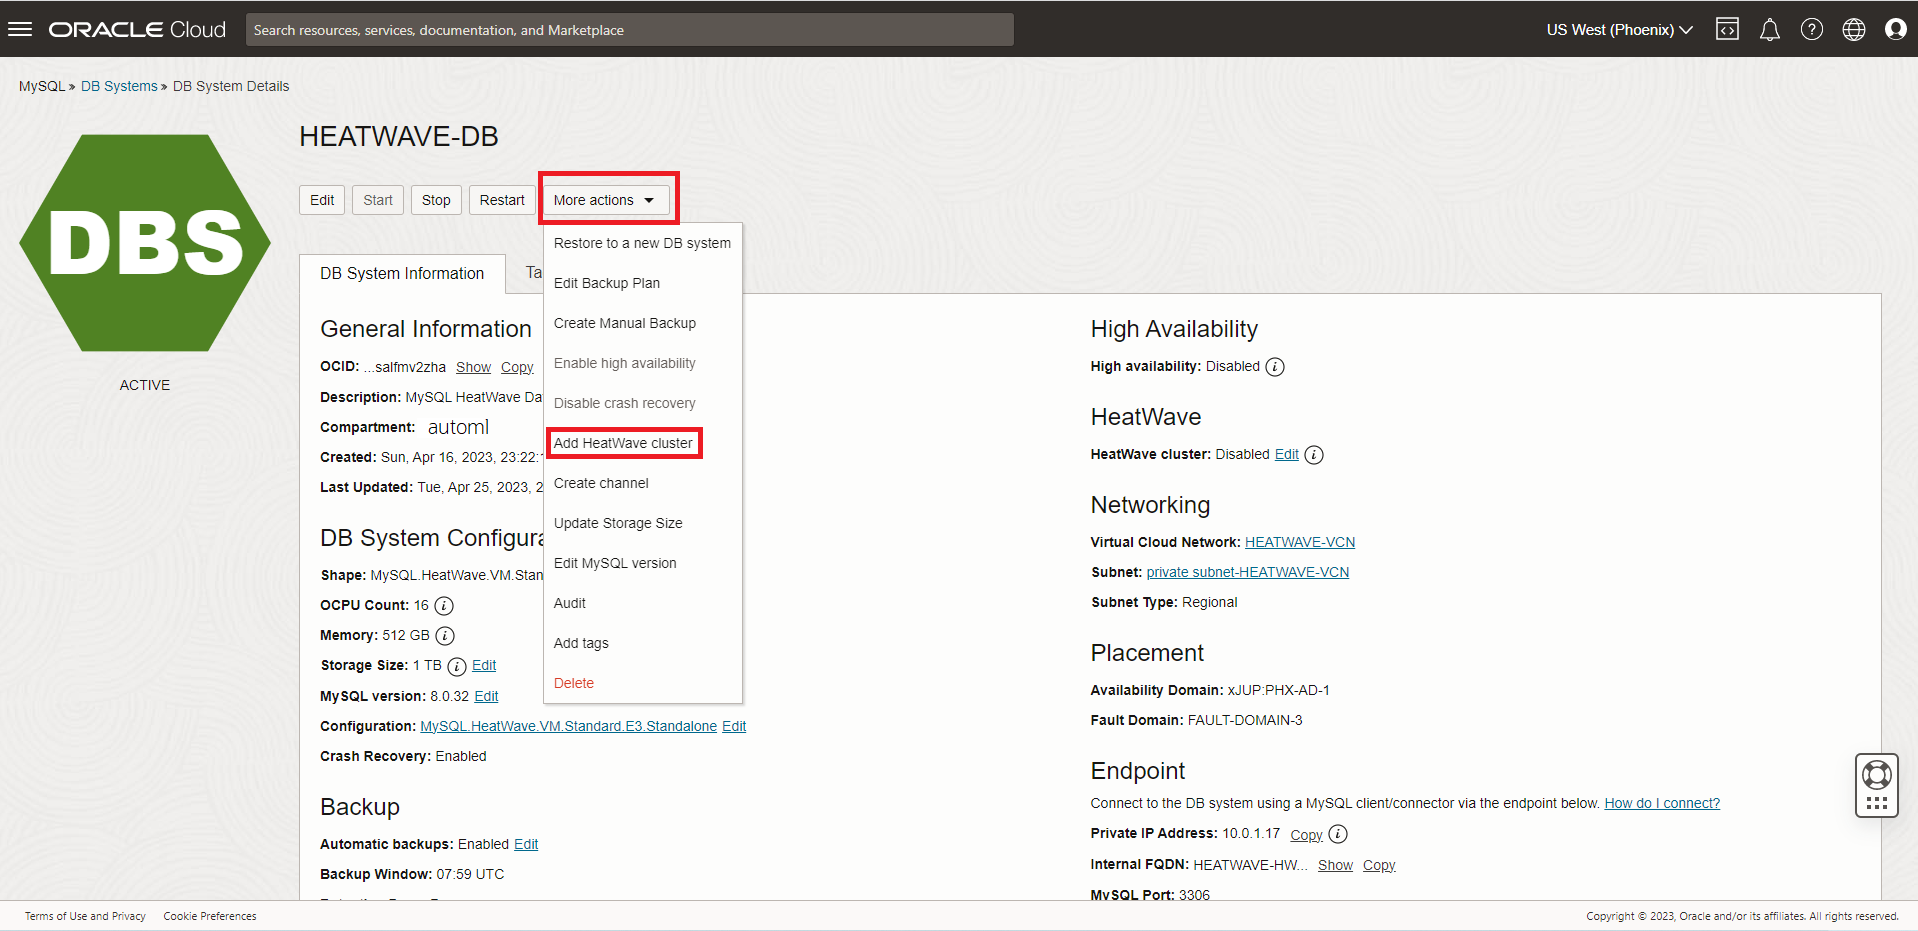 ORACLE Cloud
Search resources, services, documentation, and Marketplace
US West (Phoenix)
MySQL » DB Systems » DB System Details
DBS
ACTIVE
HEATWAVE-DB
Edit Start Stop Restart More actions
Restore to a new DB system
Edit Backup Plan
Create Manual Backup
Enable high availability
Disable crash recovery
Add HeatWave cluster
Create channel
Update Storage Size
Edit MySQL version
Audit
Add tags
Delete
DB System Information Ta
General Information
OCID: ...salfmv2zha Show Copy
Description: MySQL HeatWave Da
Compartment: automl
Created: Sun, Apr 16, 2023, 23:22:
Last Updated: Tue, Apr 25, 2023, 2
DB System Configura
Shape: MySQL.HeatWave.VM.Stan
OCPU Count: 16
Memory: 512 GB
Storage Size: 1 TB Edit
MySQL version: 8.0.32 Edit
Configuration: MySQL.HeatWave.VM.Standard.E3.Standalone Edit
Crash Recovery: Enabled
Backup
Automatic backups: Enabled Edit
Backup Window: 07:59 UTC
High Availability
High availability: Disabled
HeatWave
HeatWave cluster: Disabled Edit
Networking
Virtual Cloud Network: HEATWAVE-VCN
Subnet: private subnet-HEATWAVE-VCN
Subnet Type: Regional
Placement
Availability Domain: xJUP:PHX-AD-1
Fault Domain: FAULT-DOMAIN-3
Endpoint
Connect to the DB system using a MySQL client/connector via the endpoint below. How do I connect?
Private IP Address: 10.0.1.17 Copy
Internal FQDN: HEATWAVE-HW... Show Copy
MySQL Port: 3306
Terms of Use and Privacy Cookie Preferences
Copyright © 2023, Oracle and/or its affiliates. All rights reserved.